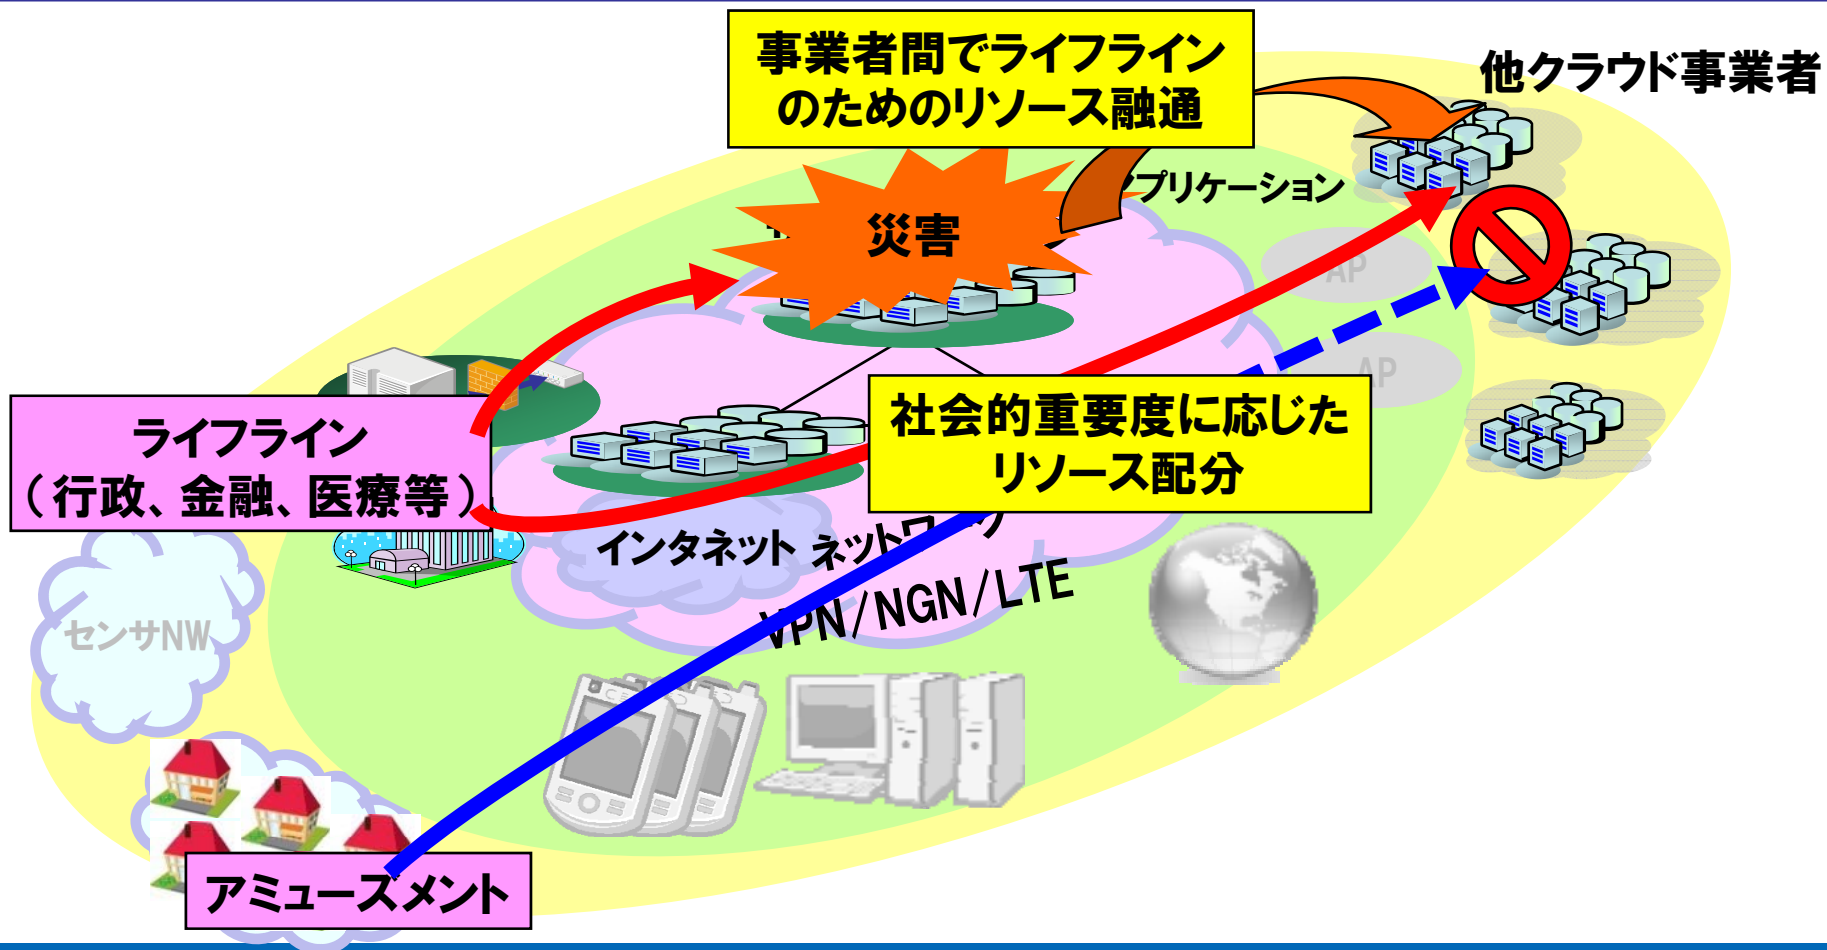 事業者間でライフライン
のためのリソース融通
他クラウド事業者
プリケーション
災害
AP
AP
ライフライン
（行政、金融、医療等）
社会的重要度に応じた
リソース配分
インタネット
ネットワーク
VPN/NGN/LTE
センサNW
アミューズメント